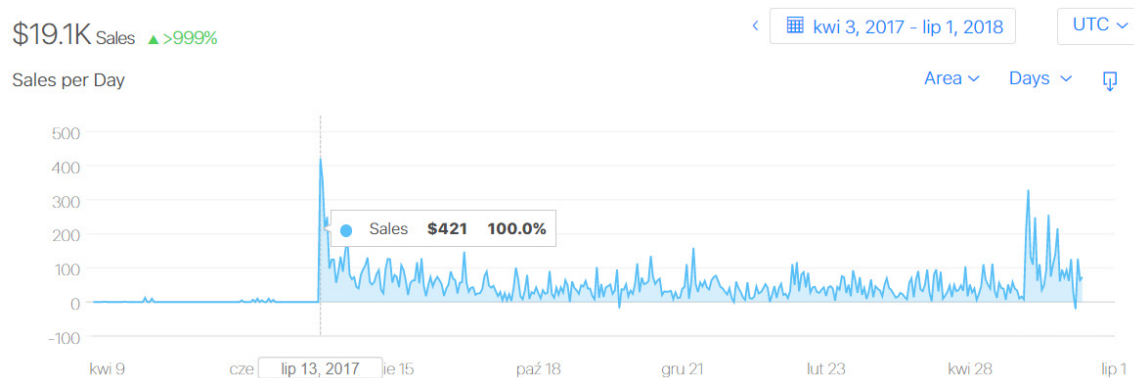 $19.1K Sales ▲ >999%
kwi 3, 2017 - lip 1, 2018
UTC
Sales per Day
Area
Days
500
400
300
200
100
0
-100
Sales $421 100.0%
kwi 9
cze
lip 13, 2017
ie 15
paź 18
gru 21
lut 23
kwi 28
lip 1